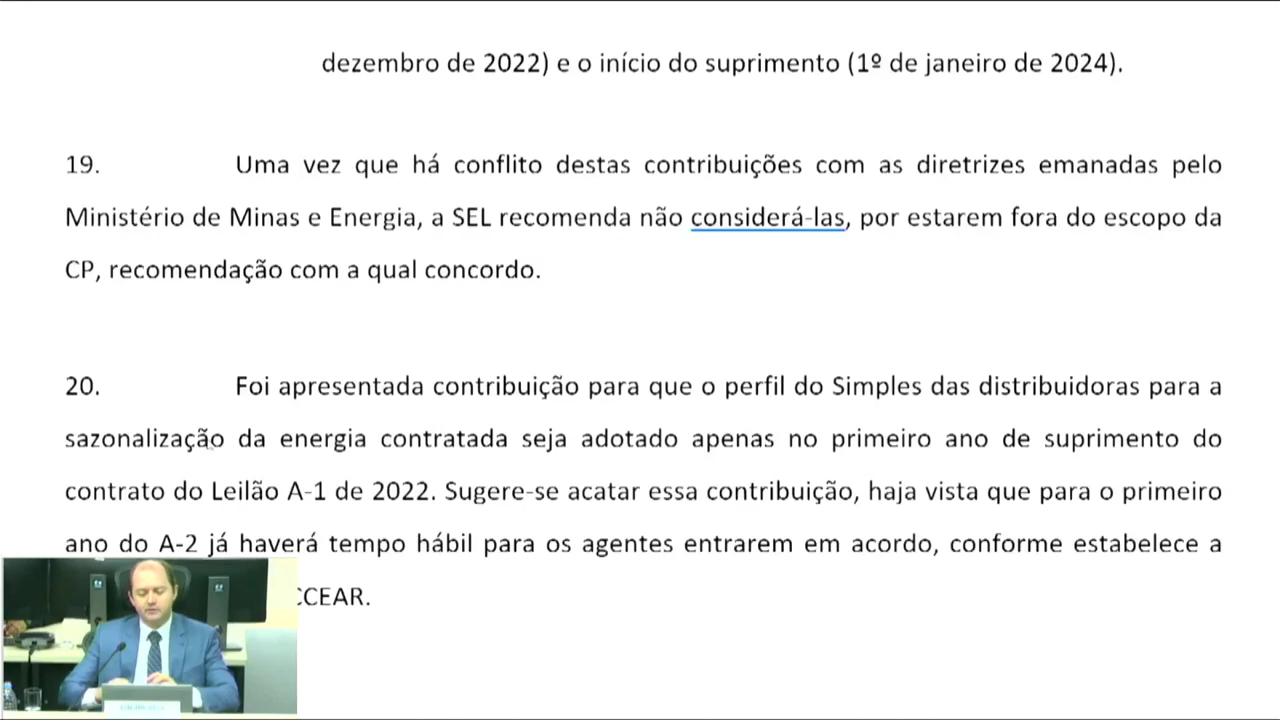 dezembro de 2022) e o início do suprimento (1º de janeiro de 2024).
19. Uma vez que há conflito destas contribuições com as diretrizes emanadas pelo
Ministério de Minas e Energia, a SEL recomenda não considerá-las, por estarem fora do escopo da
CP, recomendação com a qual concordo.
20. Foi apresentada contribuição para que o perfil do Simples das distribuidoras para a
sazonalização da energia contratada seja adotado apenas no primeiro ano de suprimento do
contrato do Leilão A-1 de 2022. Sugere-se acatar essa contribuição, haja vista que para o primeiro
ano do A-2 já haverá tempo hábil para os agentes entrarem em acordo, conforme estabelece a
CCEAR.